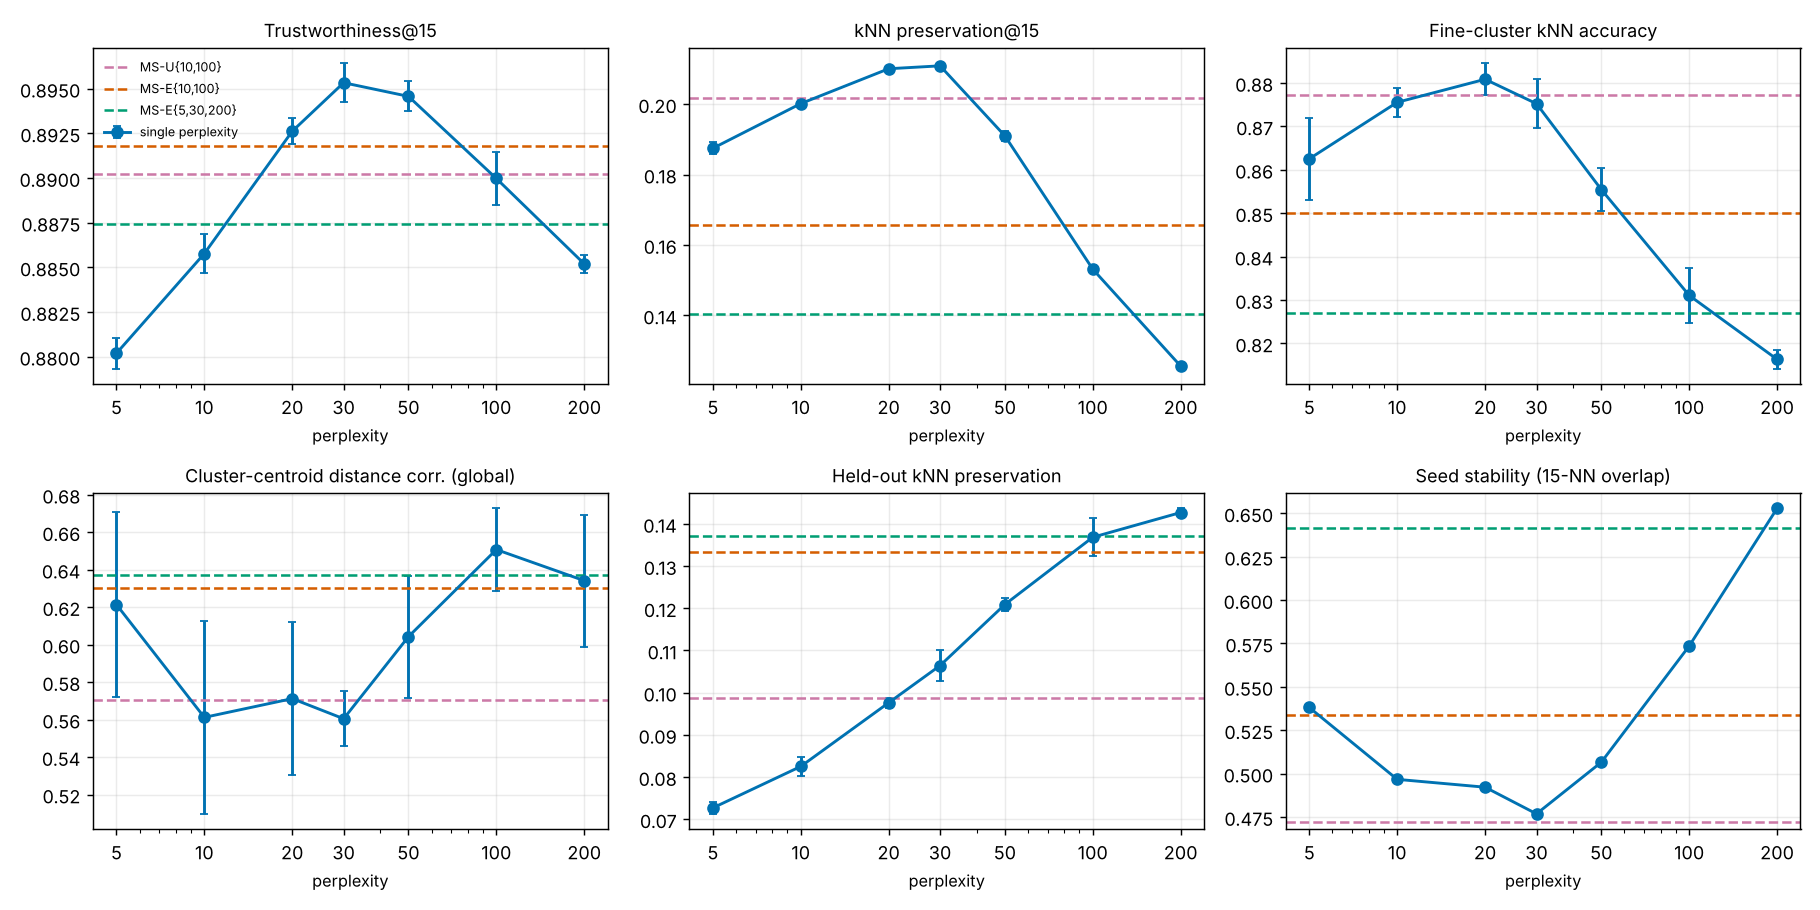 Trustworthiness@15
MS-U{10,100}
MS-E{10,100}
MS-E{5,30,200}
single perplexity
0.8950
0.8925
0.8900
0.8875
0.8850
0.8825
0.8800
5 10 20 30 50 100 200
perplexity
kNN preservation@15
0.20
0.18
0.16
0.14
5 10 20 30 50 100 200
perplexity
Fine-cluster kNN accuracy
0.88
0.87
0.86
0.85
0.84
0.83
0.82
5 10 20 30 50 100 200
perplexity
Cluster-centroid distance corr. (global)
0.68
0.66
0.64
0.62
0.60
0.58
0.56
0.54
0.52
5 10 20 30 50 100 200
perplexity
Held-out kNN preservation
0.14
0.13
0.12
0.11
0.10
0.09
0.08
0.07
5 10 20 30 50 100 200
perplexity
Seed stability (15-NN overlap)
0.650
0.625
0.600
0.575
0.550
0.525
0.500
0.475
5 10 20 30 50 100 200
perplexity